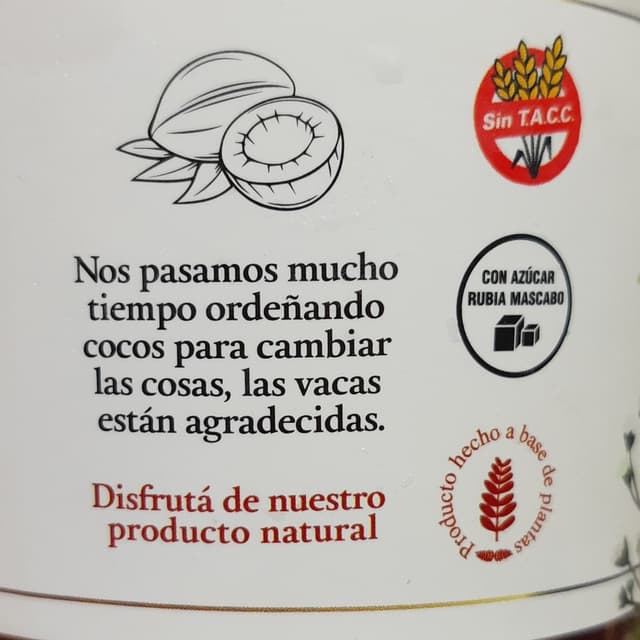 Nos pasamos mucho
tiempo ordeñando
cocos para cambiar
las cosas, las vacas
están agradecidas.
Disfrutá de nuestro
producto natural
Sin T.A.C.C.
CON AZÚCAR
RUBIA MASCABO
Producto hecho a base de plantas